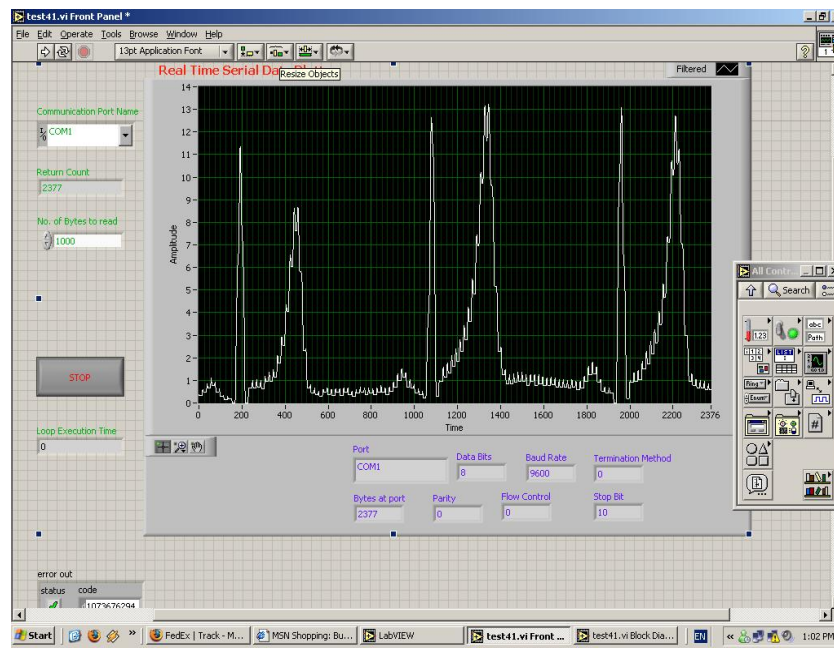 test41.vi Front Panel *
File Edit Operate Tools Browse Window Help
13pt Application Font
Real Time Serial Da
Resize Objects
Filtered
Communication Port Name
COM1
Return Count
2377
No. of Bytes to read
1000
STOP
Loop Execution Time
0
Amplitude
14
13
12
11
10
9
8
7
6
5
4
3
2
1
0
0 200 400 600 800 1000 1200 1400 1600 1800 2000 2200 2376
Time
Port
COM1
Data Bits
8
Baud Rate
9600
Termination Method
0
Bytes at port
2377
Parity
0
Flow Control
0
Stop Bit
10
All Contr...
Search
1.23
abc
Path
Ring
Enum
#
error out
status code
1073676294
Start
FedEx | Track - M...
MSN Shopping: Bu...
LabVIEW
test41.vi Front ...
test41.vi Block Dia...
EN
1:02 PM